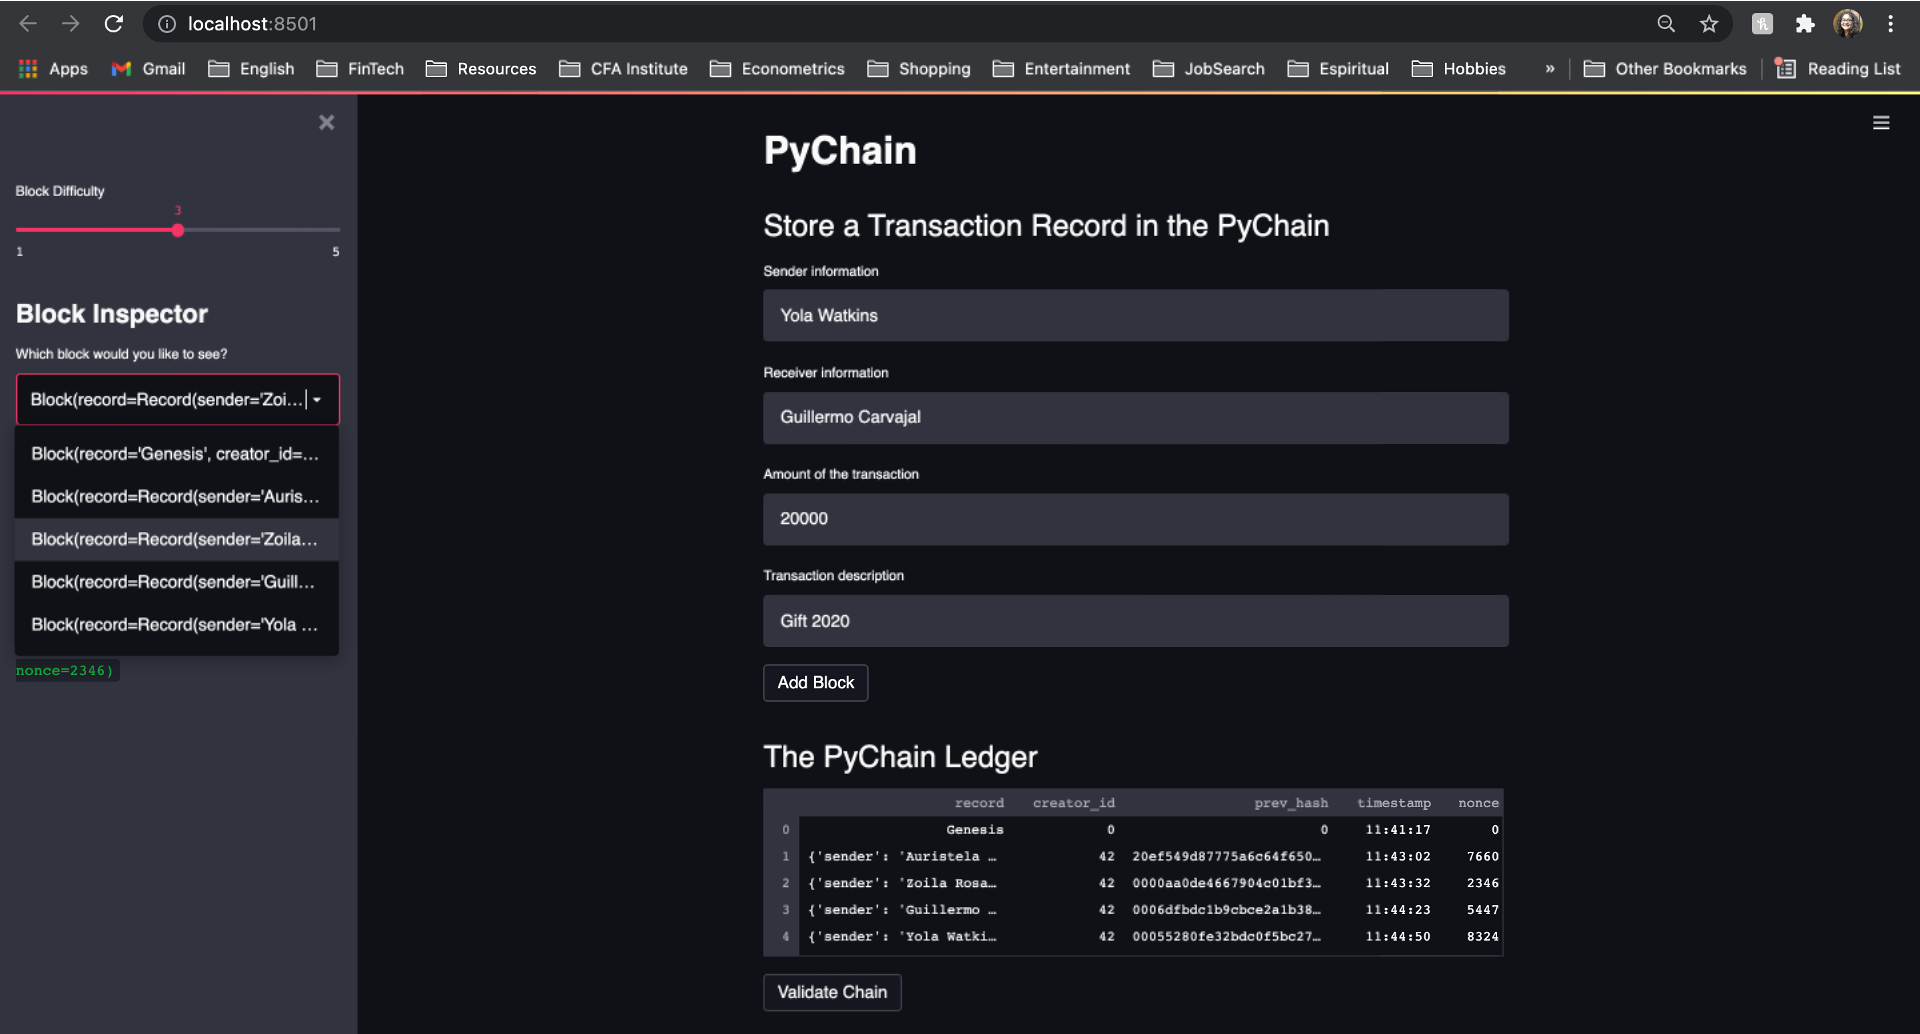 localhost:8501
Apps Gmail English FinTech Resources CFA Institute Econometrics Shopping Entertainment JobSearch Espiritual Hobbies » Other Bookmarks Reading List
Block Difficulty
3
1 5
Block Inspector
Which block would you like to see?
Block(record=Record(sender='Zoi...
Block(record='Genesis', creator_id=...
Block(record=Record(sender='Auris...
Block(record=Record(sender='Zoila...
Block(record=Record(sender='Guill...
Block(record=Record(sender='Yola ...
nonce=2346)
PyChain
Store a Transaction Record in the PyChain
Sender information
Yola Watkins
Receiver information
Guillermo Carvajal
Amount of the transaction
20000
Transaction description
Gift 2020
Add Block
The PyChain Ledger
record creator_id prev_hash timestamp nonce
0 Genesis 0 0 11:41:17 0
1 {'sender': 'Auristela … 42 20ef549d87775a6c64f650… 11:43:02 7660
2 {'sender': 'Zoila Rosa… 42 0000aa0de4667904c01bf3… 11:43:32 2346
3 {'sender': 'Guillermo … 42 0006dfbdc1b9cbce2a1b38… 11:44:23 5447
4 {'sender': 'Yola Watki… 42 00055280fe32bdc0f5bc27… 11:44:50 8324
Validate Chain